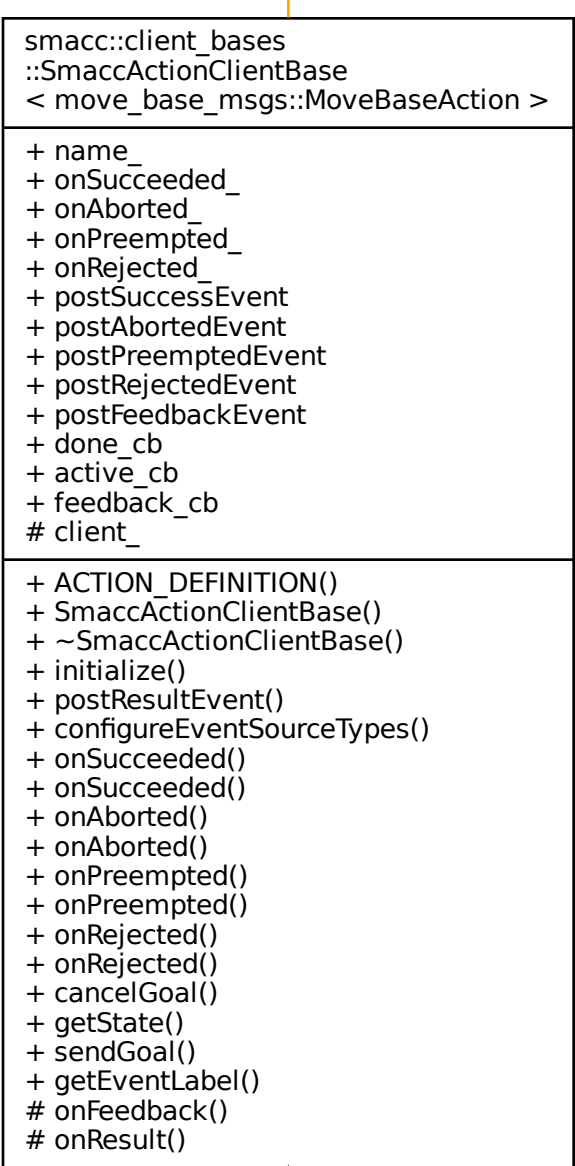 smacc::client_bases
::SmaccActionClientBase
< move_base_msgs::MoveBaseAction >
+ name_
+ onSucceeded_
+ onAborted_
+ onPreempted_
+ onRejected_
+ postSuccessEvent
+ postAbortedEvent
+ postPreemptedEvent
+ postRejectedEvent
+ postFeedbackEvent
+ done_cb
+ active_cb
+ feedback_cb
# client_
+ ACTION_DEFINITION()
+ SmaccActionClientBase()
+ ~SmaccActionClientBase()
+ initialize()
+ postResultEvent()
+ configureEventSourceTypes()
+ onSucceeded()
+ onSucceeded()
+ onAborted()
+ onAborted()
+ onPreempted()
+ onPreempted()
+ onRejected()
+ onRejected()
+ cancelGoal()
+ getState()
+ sendGoal()
+ getEventLabel()
# onFeedback()
# onResult()